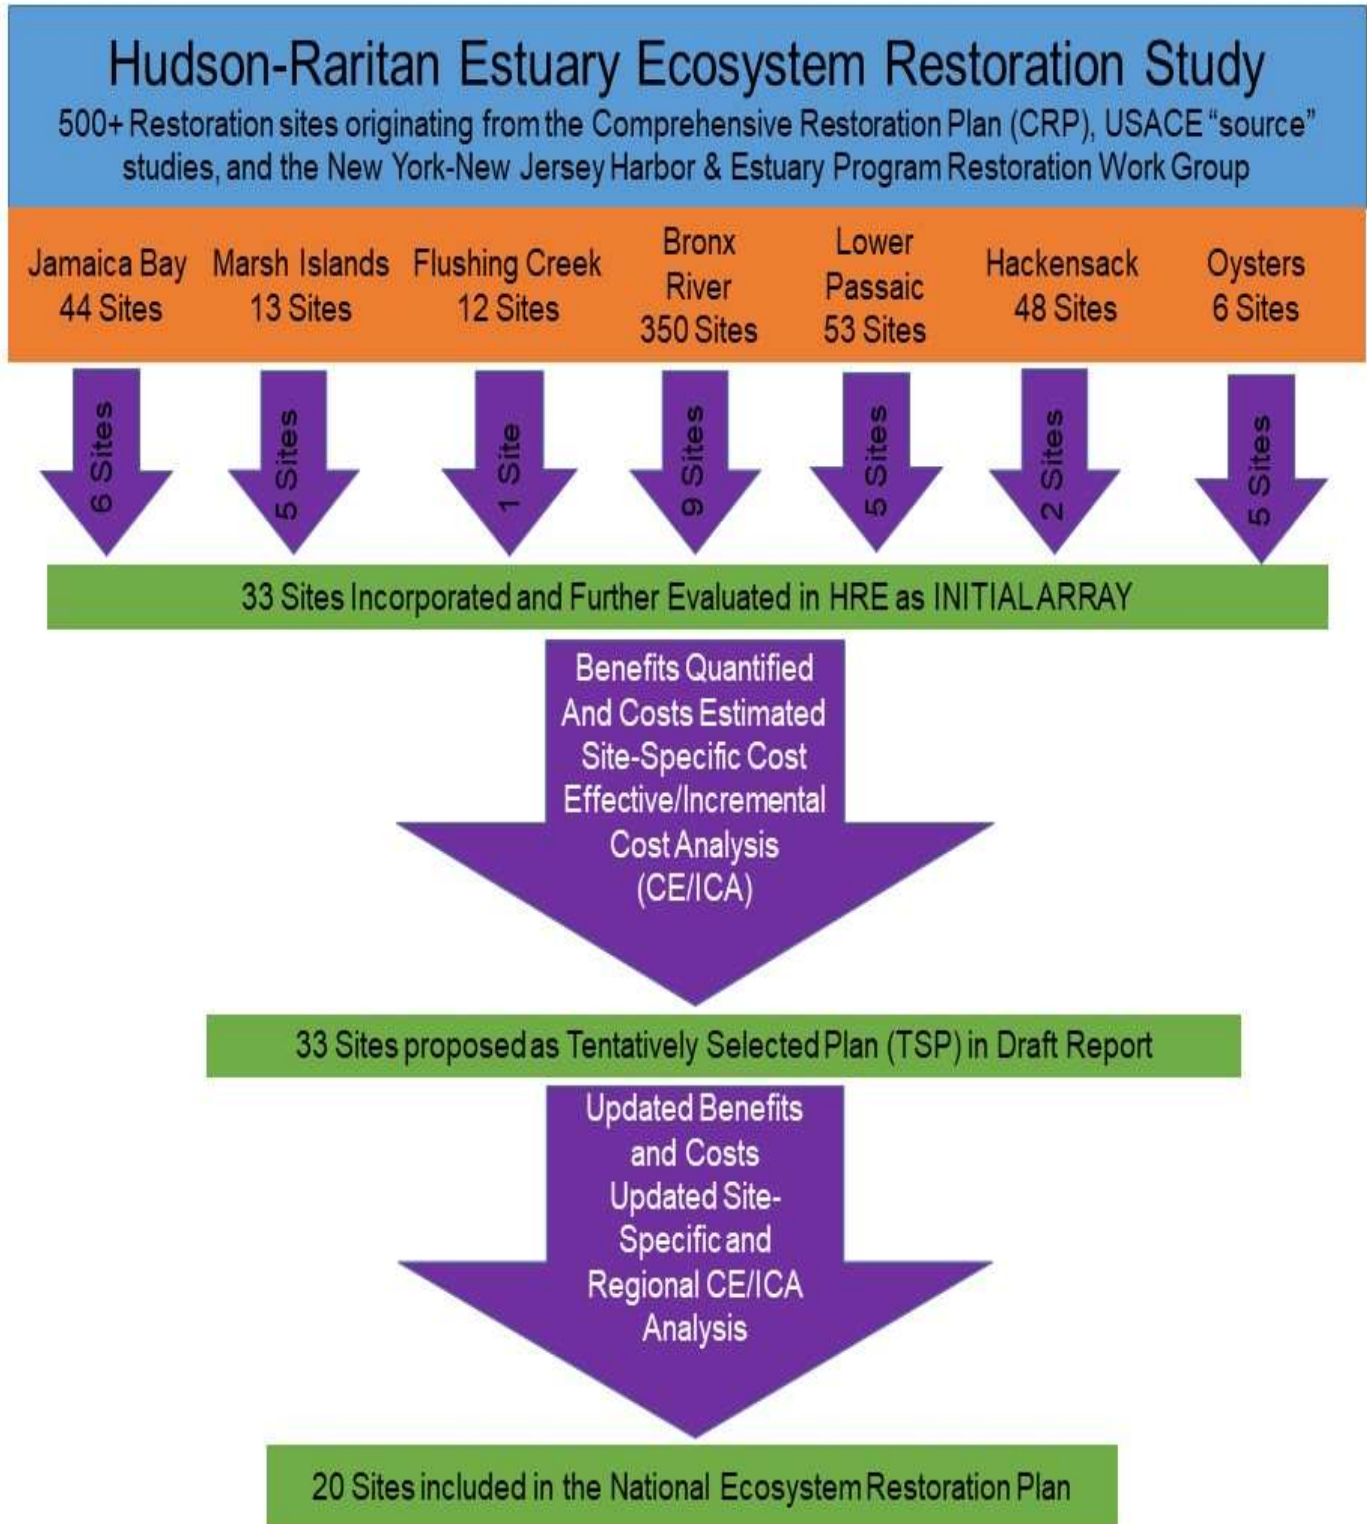 Hudson-Raritan Estuary Ecosystem Restoration Study
500+ Restoration sites originating from the Comprehensive Restoration Plan (CRP), USACE “source”
studies, and the New York-New Jersey Harbor & Estuary Program Restoration Work Group
Jamaica Bay
44 Sites
Marsh Islands
13 Sites
Flushing Creek
12 Sites
Bronx
River
350 Sites
Lower
Passaic
53 Sites
Hackensack
48 Sites
Oysters
6 Sites
6 Sites
5 Sites
1 Site
9 Sites
5 Sites
2 Sites
5 Sites
33 Sites Incorporated and Further Evaluated in HRE as INITIAL ARRAY
Benefits Quantified
And Costs Estimated
Site-Specific Cost
Effective/Incremental
Cost Analysis
(CE/ICA)
33 Sites proposed as Tentatively Selected Plan (TSP) in Draft Report
Updated Benefits
and Costs
Updated Site-
Specific and
Regional CE/ICA
Analysis
20 Sites included in the National Ecosystem Restoration Plan